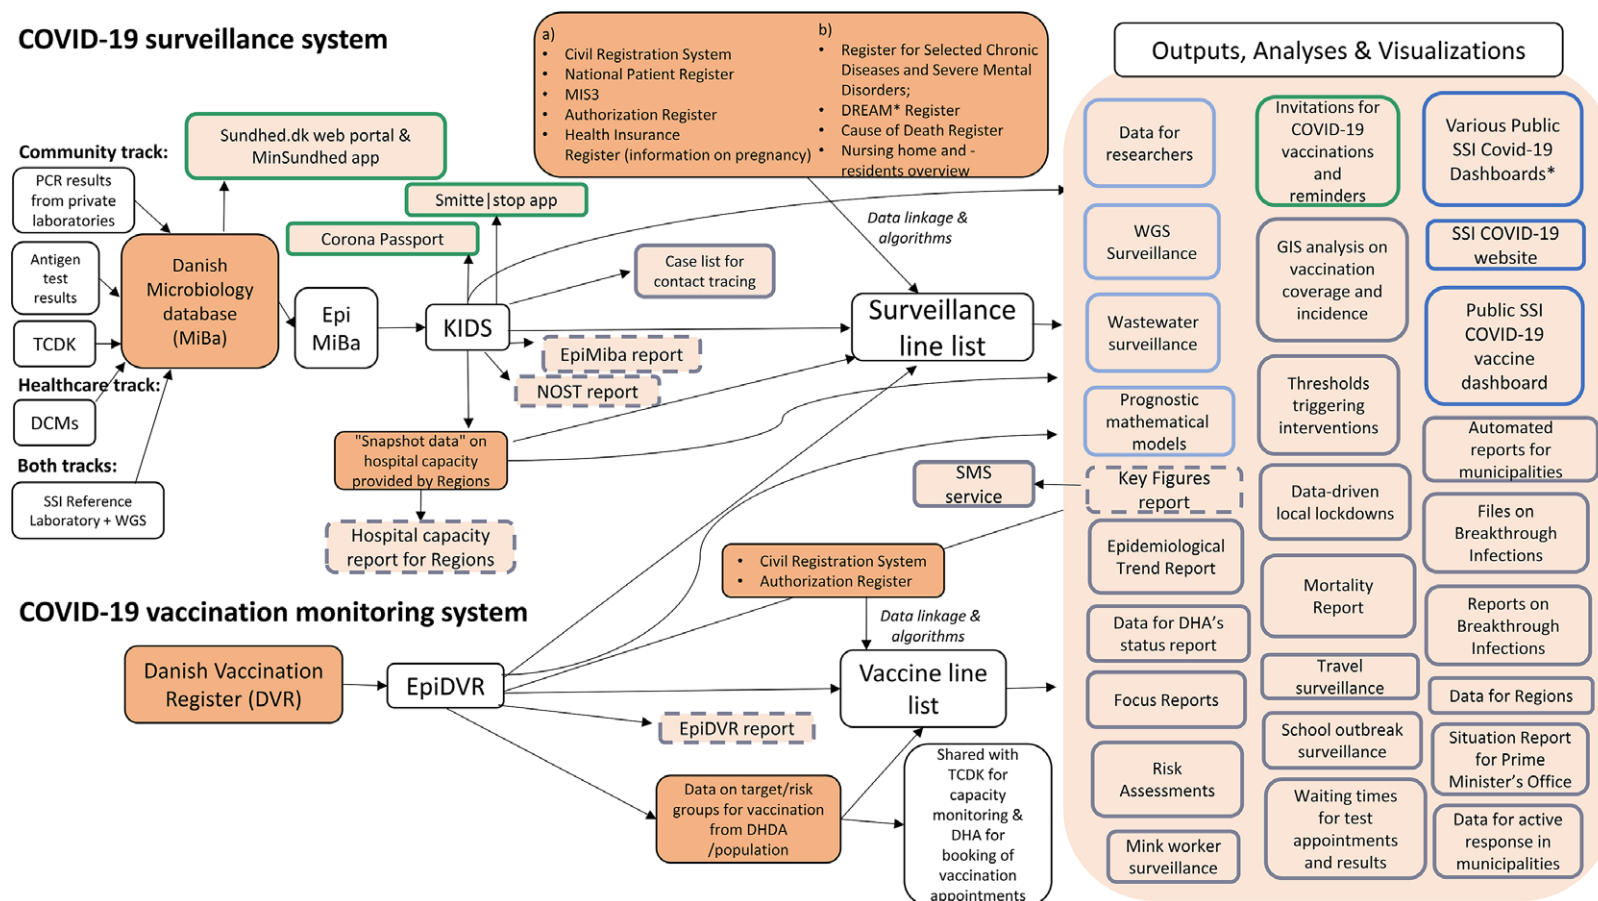 COVID-19 surveillance system
a)
• Civil Registration System
• National Patient Register
• MIS3
• Authorization Register
• Health Insurance
Register (information on pregnancy)
b)
• Register for Selected Chronic
Diseases and Severe Mental
Disorders;
• DREAM* Register
• Cause of Death Register
• Nursing home and -
residents overview
Outputs, Analyses & Visualizations
Sundhed.dk web portal &
MinSundhed app
Community track:
PCR results
from private
laboratories
Antigen
test
results
TCDK
Healthcare track:
DCMs
Both tracks:
SSI Reference
Laboratory + WGS
Danish
Microbiology
database
(MiBa)
Epi
MiBa
Smitte|stop app
Corona Passport
KIDS
Case list for
contact tracing
EpiMiba report
NOST report
Data linkage &
algorithms
Surveillance
line list
"Snapshot data" on
hospital capacity
provided by Regions
Hospital capacity
report for Regions
SMS
service
COVID-19 vaccination monitoring system
• Civil Registration System
• Authorization Register
Data linkage &
algorithms
Danish Vaccination
Register (DVR)
EpiDVR
EpiDVR report
Vaccine line
list
Data on target/risk
groups for vaccination
from DHDA
/population
Shared with
TCDK for
capacity
monitoring &
DHA for
booking of
vaccination
appointments
Data for
researchers
WGS
Surveillance
Wastewater
surveillance
Prognostic
mathematical
models
Key Figures
report
Epidemiological
Trend Report
Data for DHA's
status report
Focus Reports
Risk
Assessments
Mink worker
surveillance
Invitations for
COVID-19
vaccinations
and
reminders
GIS analysis on
vaccination
coverage and
incidence
Thresholds
triggering
interventions
Data-driven
local lockdowns
Mortality
Report
Travel
surveillance
School outbreak
surveillance
Waiting times
for test
appointments
and results
Various Public
SSI Covid-19
Dashboards*
SSI COVID-19
website
Public SSI
COVID-19
vaccine
dashboard
Automated
reports for
municipalities
Files on
Breakthrough
Infections
Reports on
Breakthrough
Infections
Data for Regions
Situation Report
for Prime
Minister's Office
Data for active
response in
municipalities